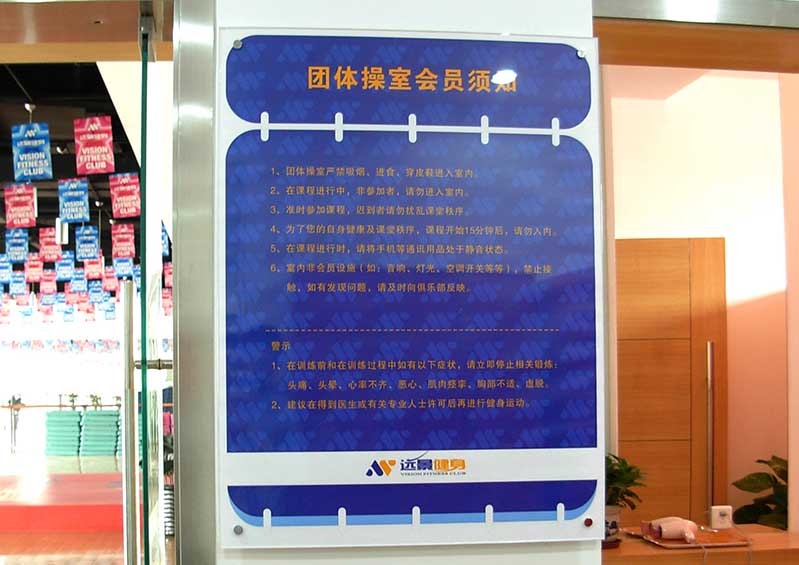 团体操室会员须知
1、团体操室严禁吸烟、进食、穿皮鞋进入室内。
2、在课程进行中，非参加者，请勿进入室内。
3、准时参加课程，迟到者请勿扰乱课堂秩序。
4、为了您的自身健康及课堂秩序，课程开始15分钟后，请勿入内。
5、在课程进行时，请将手机等通讯用品处于静音状态。
6、室内非会员设施（如：音响、灯光、空调开关等等），禁止接
触、如有发现问题，请及时向俱乐部反映。
警示
1、在训练前和在训练过程中如有以下症状，请立即停止相关锻炼：
头痛、头晕、心率不齐、恶心、肌肉痉挛、胸部不适、虚脱。
2、建议在得到医生或有关专业人士许可后再进行健身运动。
远景健身
VISION FITNESS CLUB
VISION
FITNESS
CLUB
VISION
FITNESS
CLUB